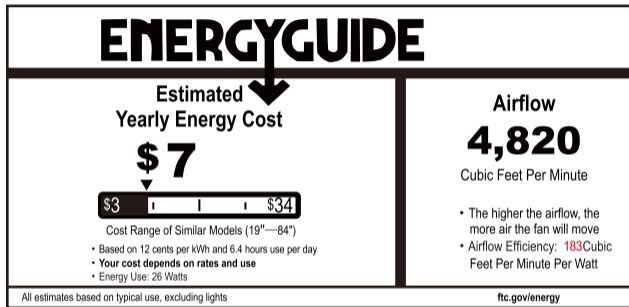 ENERGYGUIDE
Estimated
Yearly Energy Cost
$7
$3 $34
Cost Range of Similar Models (19"—84")
• Based on 12 cents per kWh and 6.4 hours use per day
• Your cost depends on rates and use
• Energy Use: 26 Watts
Airflow
4,820
Cubic Feet Per Minute
• The higher the airflow, the
more air the fan will move
• Airflow Efficiency: 183Cubic
Feet Per Minute Per Watt
All estimates based on typical use, excluding lights
ftc.gov/energy